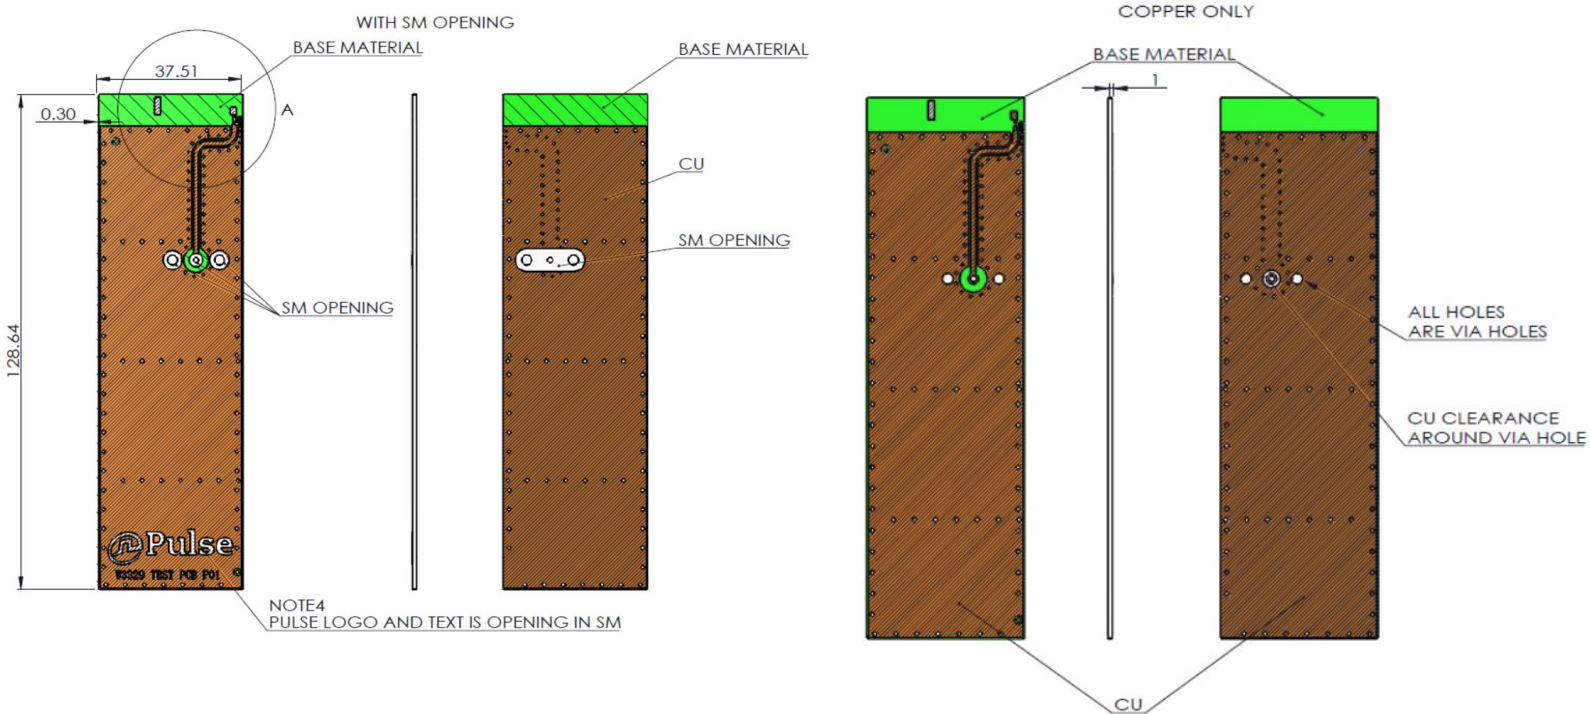 WITH SM OPENING
BASE MATERIAL
37.51
0.30
A
128.64
SM OPENING
Pulse
W3329 TEST PCB P01
NOTE4
PULSE LOGO AND TEXT IS OPENING IN SM
BASE MATERIAL
CU
SM OPENING
COPPER ONLY
BASE MATERIAL
1
ALL HOLES
ARE VIA HOLES
CU CLEARANCE
AROUND VIA HOLE
CU